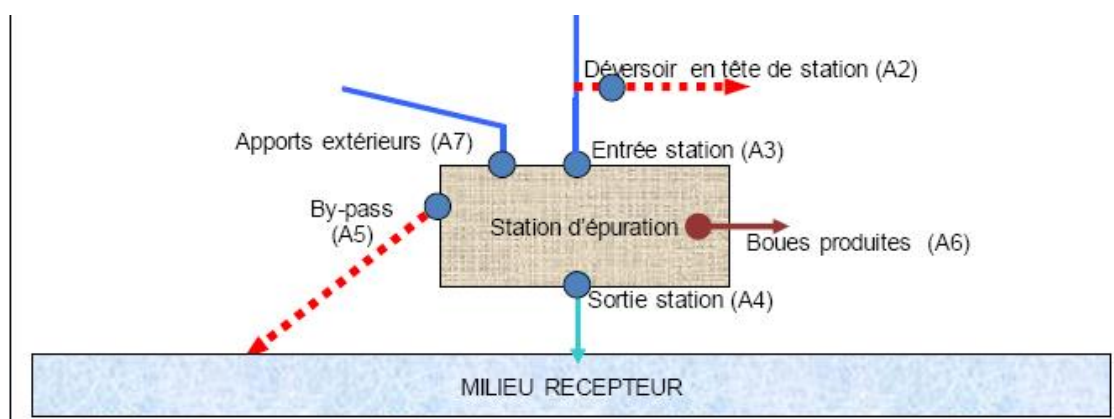 Déversoir en tête de station (A2)
Apports extérieurs (A7)
Entrée station (A3)
By-pass
(A5)
Station d'épuration
Boues produites (A6)
Sortie station (A4)
MILIEU RECEPTEUR